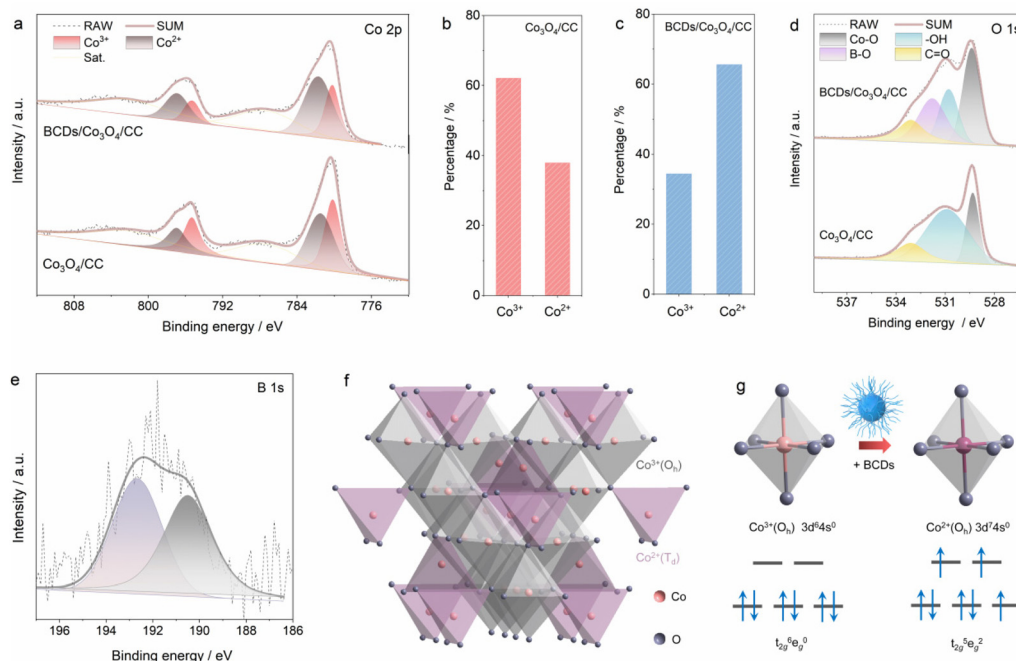 a
RAW SUM Co 2p
Co³⁺ Co²⁺
Sat.
Intensity / a.u.
BCDs/Co₃O₄/CC
Co₃O₄/CC
808 800 792 784 776
Binding energy / eV
b
Co₃O₄/CC
Percentage / %
80
60
40
20
0
Co³⁺ Co²⁺
c
BCDs/Co₃O₄/CC
Percentage / %
80
60
40
20
0
Co³⁺ Co²⁺
d
O 1s
RAW SUM
Co-O -OH
B-O C=O
Intensity / a.u.
BCDs/Co₃O₄/CC
Co₃O₄/CC
537 534 531 528
Binding energy / eV
e
B 1s
Intensity / a.u.
196 194 192 190 188 186
Binding energy / eV
f
Co³⁺(Oₕ)
Co²⁺(T_d)
Co
O
g
+ BCDs
Co³⁺(Oₕ) 3d⁶4s⁰
Co²⁺(Oₕ) 3d⁷4s⁰
t₂g⁶eg⁰
t₂g⁵eg²